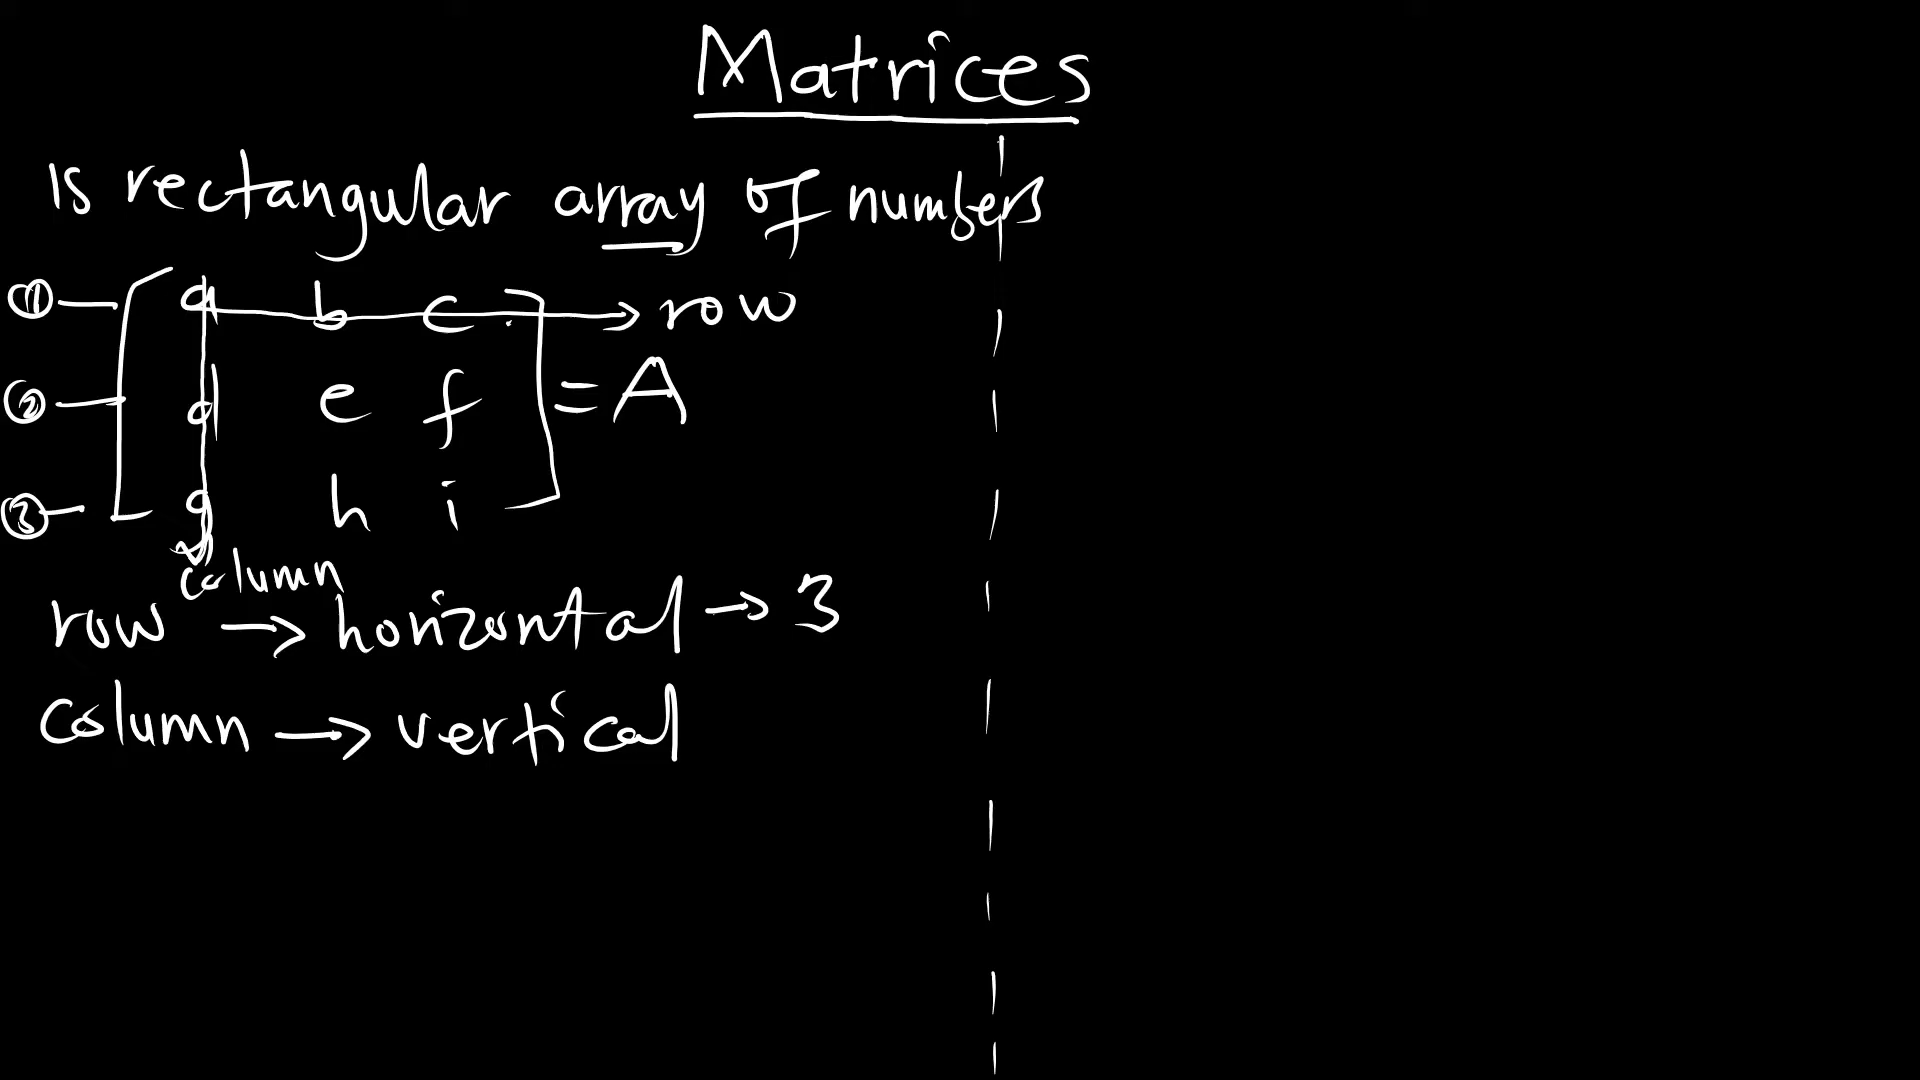 Matrices
is rectangular array of numbers
① a b c → row
② d e f = A
③ g h i
column
row → horizontal → 3
column → vertical